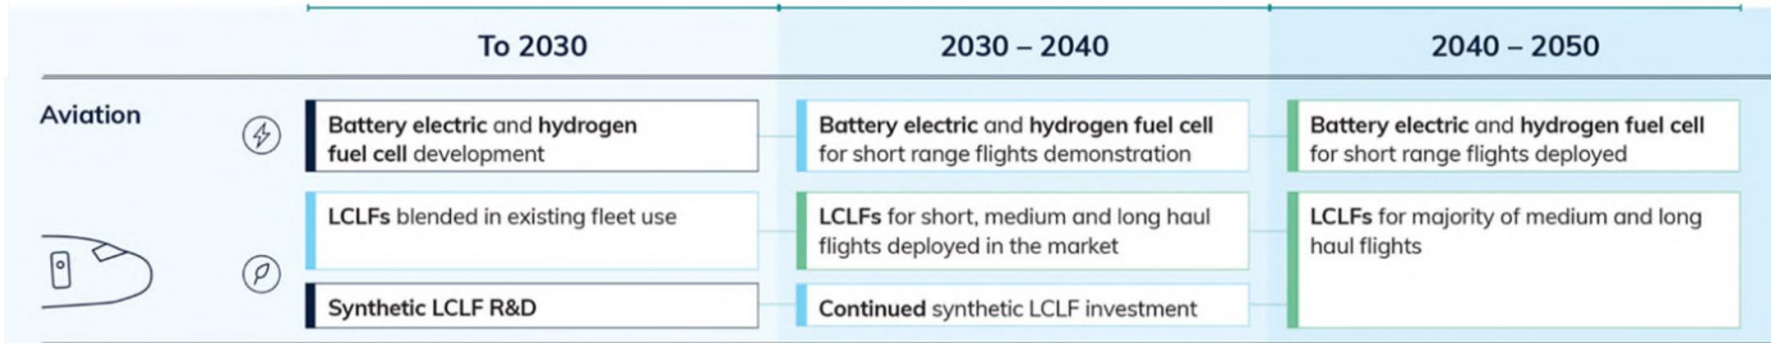 To 2030
2030 – 2040
2040 – 2050
Aviation
Battery electric and hydrogen
fuel cell development
Battery electric and hydrogen fuel cell
for short range flights demonstration
Battery electric and hydrogen fuel cell
for short range flights deployed
LCLFs blended in existing fleet use
LCLFs for short, medium and long haul
flights deployed in the market
LCLFs for majority of medium and long
haul flights
Synthetic LCLF R&D
Continued synthetic LCLF investment